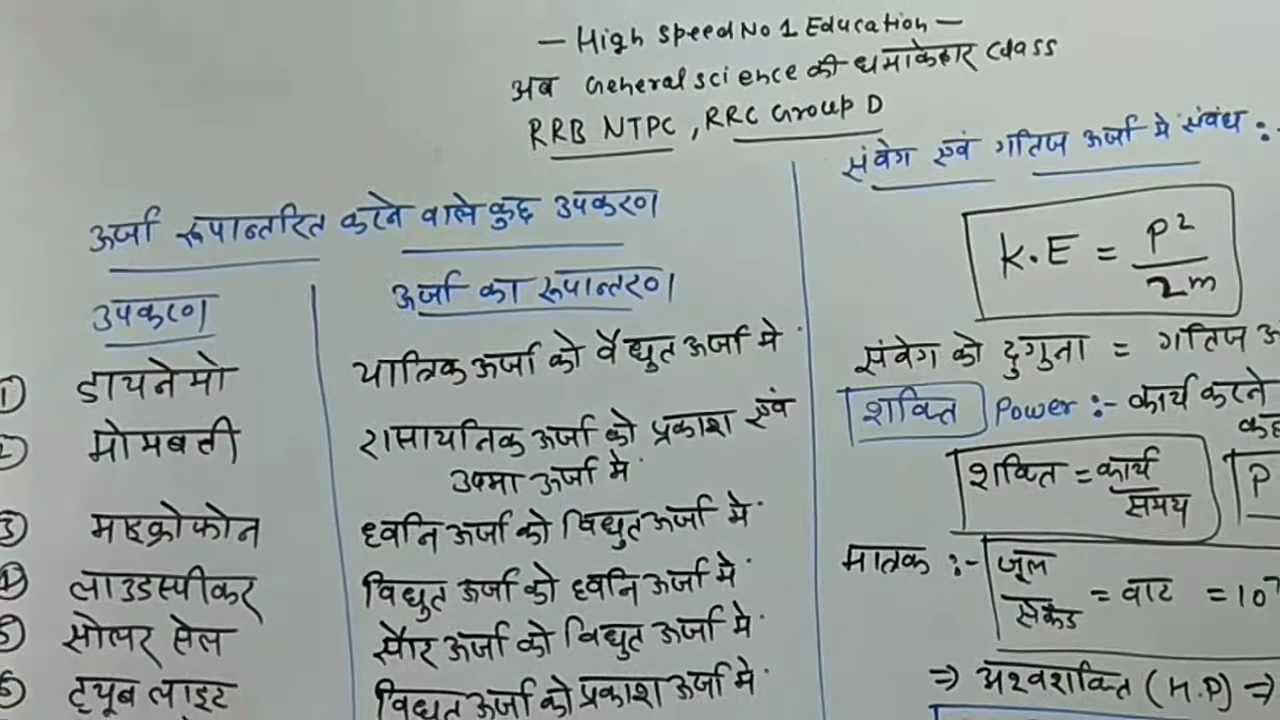 — High Speed No 1 Education —
अब General science की धमाकेदार class
RRB NTPC , RRC Group D
ऊर्जा रूपान्तरित करने वाले कुछ उपकरण
उपकरण
ऊर्जा का रूपान्तरण
① डायनेमो
यात्रिक ऊर्जा को वैद्युत ऊर्जा मे
② मोमबती
रासायनिक ऊर्जा को प्रकाश एवं
उष्मा ऊर्जा में
③ माइक्रोफोन
ध्वनि ऊर्जा को विद्युत ऊर्जा में
④ लाउडस्पीकर
विद्युत ऊर्जा को ध्वनि ऊर्जा में
⑤ सोलर सेल
सौर ऊर्जा को विद्युत ऊर्जा में
⑥ ट्यूब लाइट
विद्युत ऊर्जा को प्रकाश ऊर्जा में
संवेग एवं गतिज ऊर्जा में संबंध :
K.E = P²/2m
संवेग को दुगुना = गतिज
शक्ति Power :- कार्य करने
शक्ति = कार्य/समय
P
मात्रक :- जूल/सेकेंड = वाट = 10⁷
⇒ अश्वशक्ति (H.P) ⇒